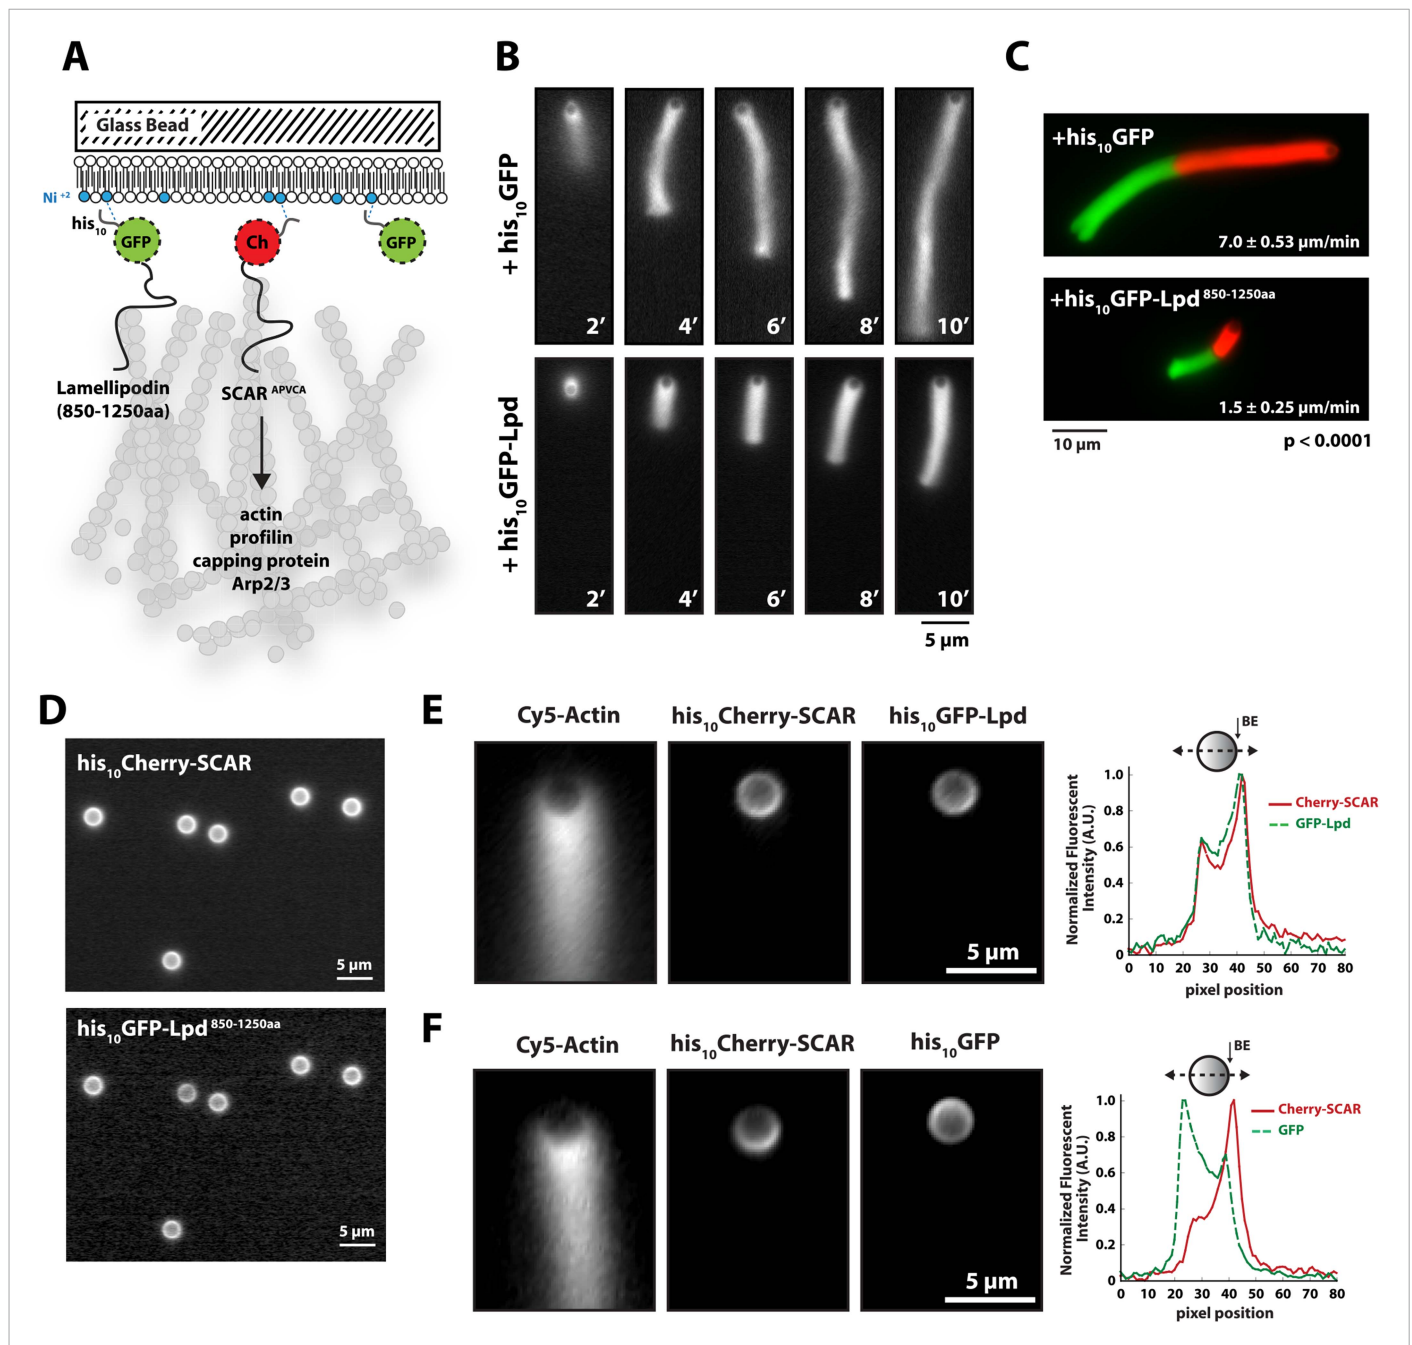 A
Glass Bead
Ni +2
his10
GFP
Ch
GFP
Lamellipodin
(850-1250aa)
SCAR APVCA
actin
profilin
capping protein
Arp2/3
B
+ his10GFP
2′
4′
6′
8′
10′
+ his10GFP-Lpd
2′
4′
6′
8′
10′
5 µm
C
+his10GFP
7.0 ± 0.53 µm/min
+his10GFP-Lpd 850-1250aa
1.5 ± 0.25 µm/min
10 µm
p < 0.0001
D
his10Cherry-SCAR
5 µm
his10GFP-Lpd 850-1250aa
5 µm
E
Cy5-Actin
his10Cherry-SCAR
his10GFP-Lpd
5 µm
BE
Normalized Fluorescent
Intensity (A.U.)
1.0
0.8
0.6
0.4
0.2
0
Cherry-SCAR
GFP-Lpd
0 10 20 30 40 50 60 70 80
pixel position
F
Cy5-Actin
his10Cherry-SCAR
his10GFP
5 µm
BE
Normalized Fluorescent
Intensity (A.U.)
1.0
0.8
0.6
0.4
0.2
0
Cherry-SCAR
GFP
0 10 20 30 40 50 60 70 80
pixel position